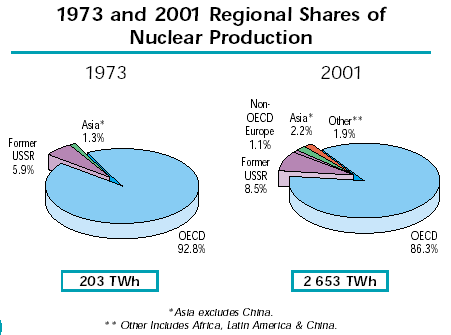 1973 and 2001 Regional Shares of
Nuclear Production
1973
Asia*
1.3%
Former
USSR
5.9%
OECD
92.8%
203 TWh
2001
Non-
OECD
Europe
1.1%
Asia*
2.2%
Other**
1.9%
Former
USSR
8.5%
OECD
86.3%
2 653 TWh
*Asia excludes China.
** Other Includes Africa, Latin America & China.